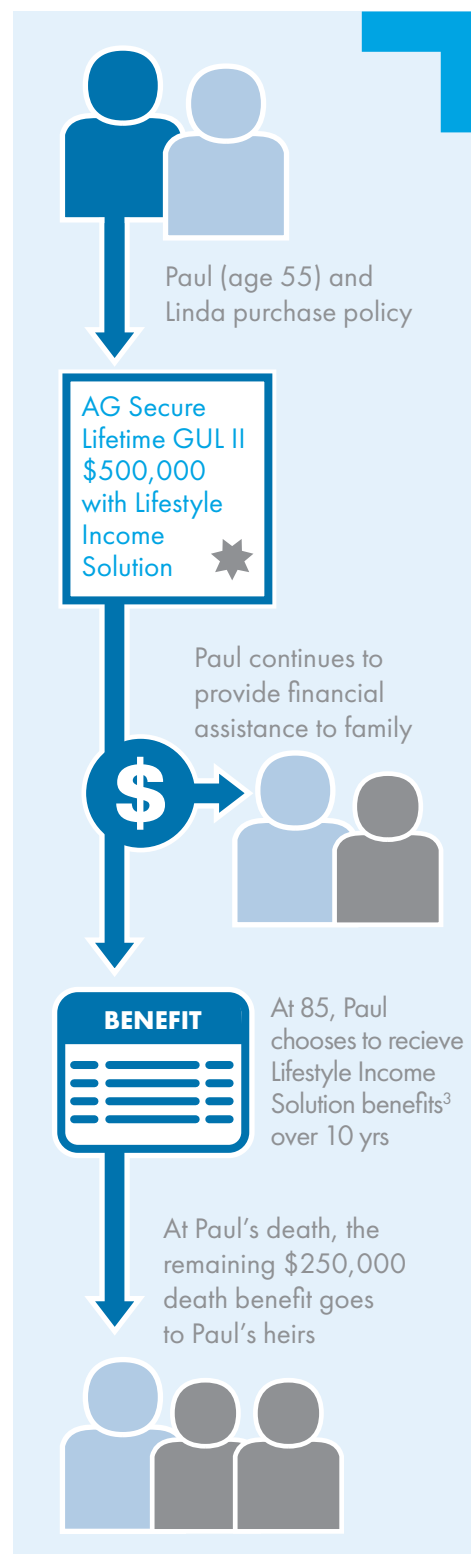 Paul (age 55) and
Linda purchase policy
AG Secure
Lifetime GUL II
$500,000
with Lifestyle
Income
Solution
Paul continues to
provide financial
assistance to family
$
BENEFIT
At 85, Paul
chooses to recieve
Lifestyle Income
Solution benefits³
over 10 yrs
At Paul’s death, the
remaining $250,000
death benefit goes
to Paul’s heirs